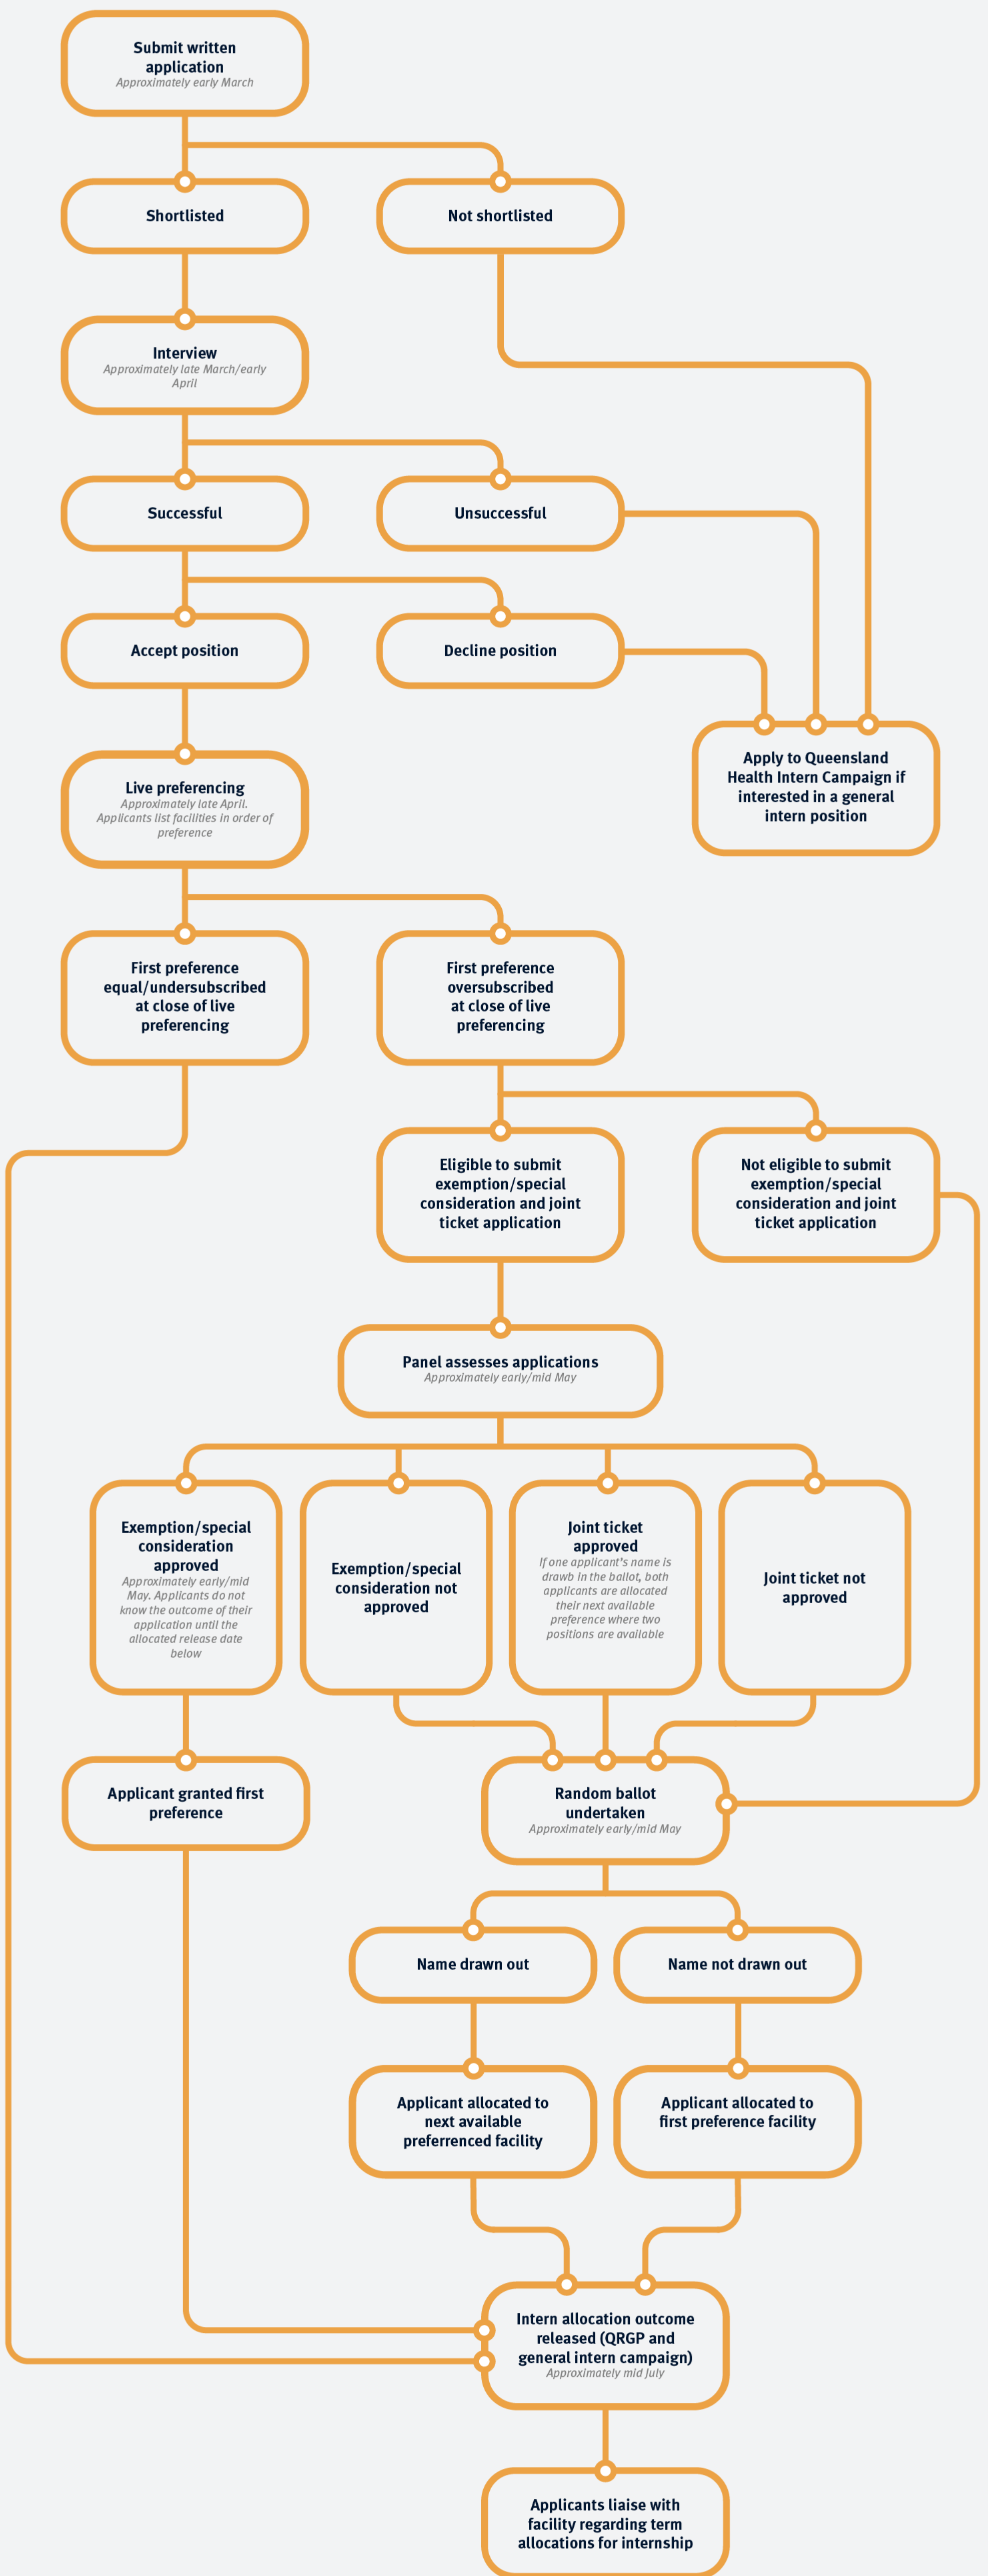 Submit written
application
Approximately early March
Shortlisted
Not shortlisted
Interview
Approximately late March/early
April
Successful
Unsuccessful
Accept position
Decline position
Live preferencing
Approximately late April.
Applicants list facilities in order of
preference
Apply to Queensland
Health Intern Campaign if
interested in a general
intern position
First preference
equal/undersubscribed
at close of live
preferencing
First preference
oversubscribed
at close of live
preferencing
Eligible to submit
exemption/special
consideration and joint
ticket application
Not eligible to submit
exemption/special
consideration and joint
ticket application
Panel assesses applications
Approximately early/mid May
Exemption/special
consideration
approved
Approximately early/mid
May. Applicants do not
know the outcome of their
application until the
allocated release date
below
Exemption/special
consideration not
approved
Joint ticket
approved
If one applicant's name is
drawb in the ballot, both
applicants are allocated
their next available
preference where two
positions are available
Joint ticket not
approved
Applicant granted first
preference
Random ballot
undertaken
Approximately early/mid May
Name drawn out
Name not drawn out
Applicant allocated to
next available
preferrenced facility
Applicant allocated to
first preference facility
Intern allocation outcome
released (QRGP and
general intern campaign)
Approximately mid July
Applicants liaise with
facility regarding term
allocations for internship